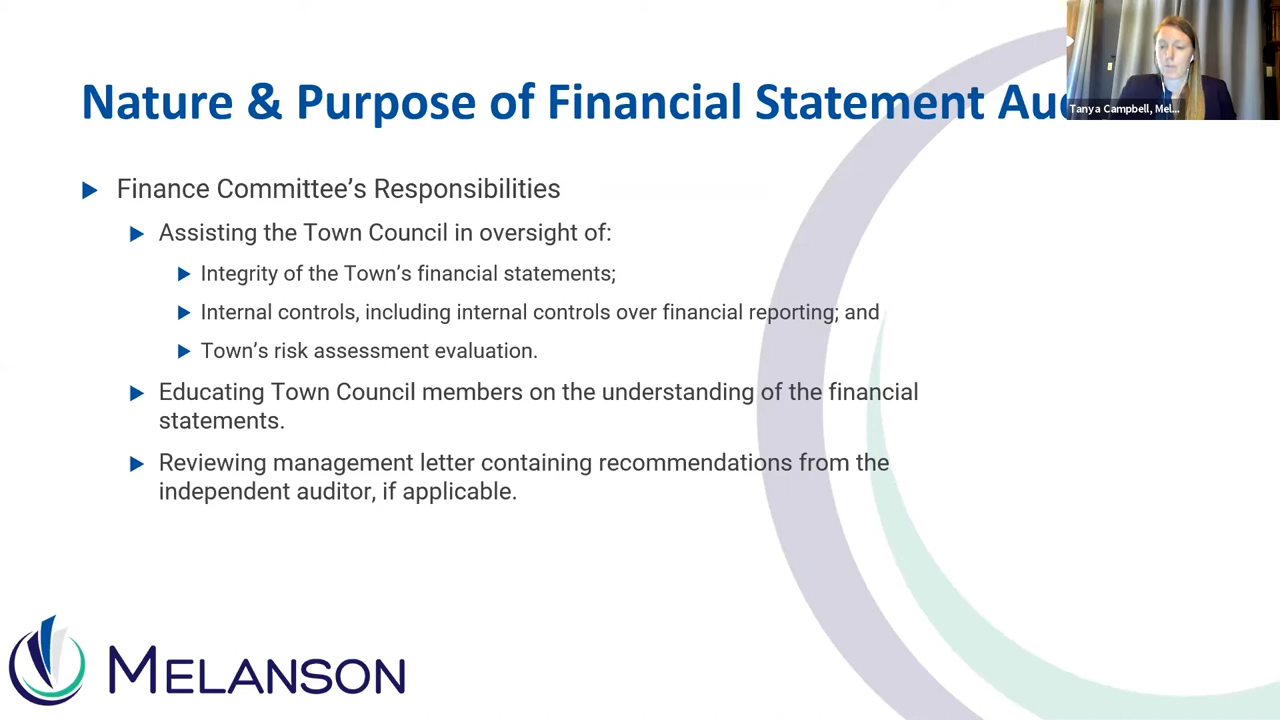 Nature & Purpose of Financial Statement
Tanya Campbell, Mel...
Finance Committee’s Responsibilities
Assisting the Town Council in oversight of:
Integrity of the Town’s financial statements;
Internal controls, including internal controls over financial reporting; and
Town’s risk assessment evaluation.
Educating Town Council members on the understanding of the financial
statements.
Reviewing management letter containing recommendations from the
independent auditor, if applicable.
MELANSON